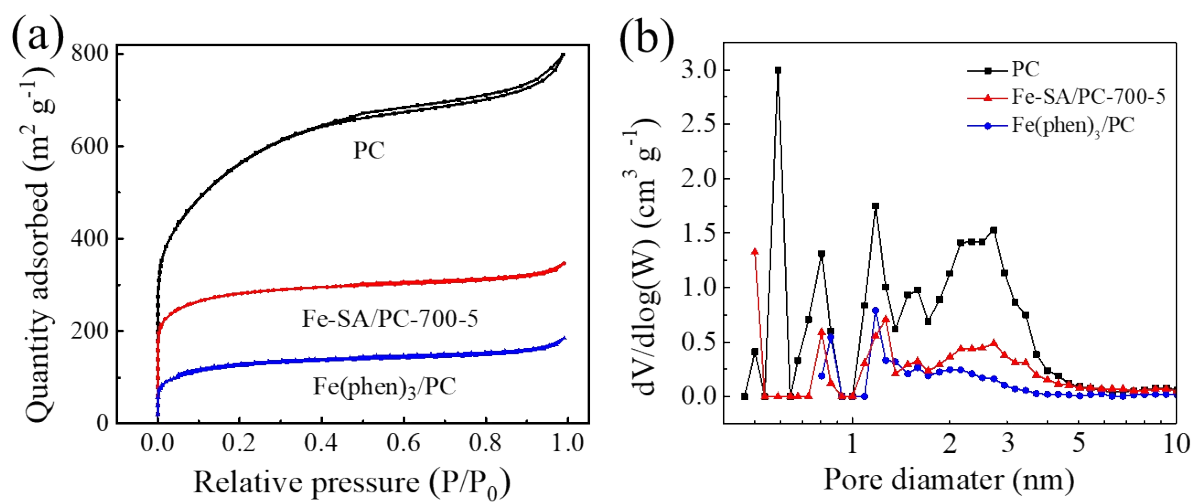 (a)
800
600
400
200
0
Quantity adsorbed (m² g⁻¹)
PC
Fe-SA/PC-700-5
Fe(phen)₃/PC
0.0 0.2 0.4 0.6 0.8 1.0
Relative pressure (P/P₀)
(b)
3.0
2.5
2.0
1.5
1.0
0.5
0.0
dV/dlog(W) (cm³ g⁻¹)
PC
Fe-SA/PC-700-5
Fe(phen)₃/PC
1 2 3 5 10
Pore diamater (nm)